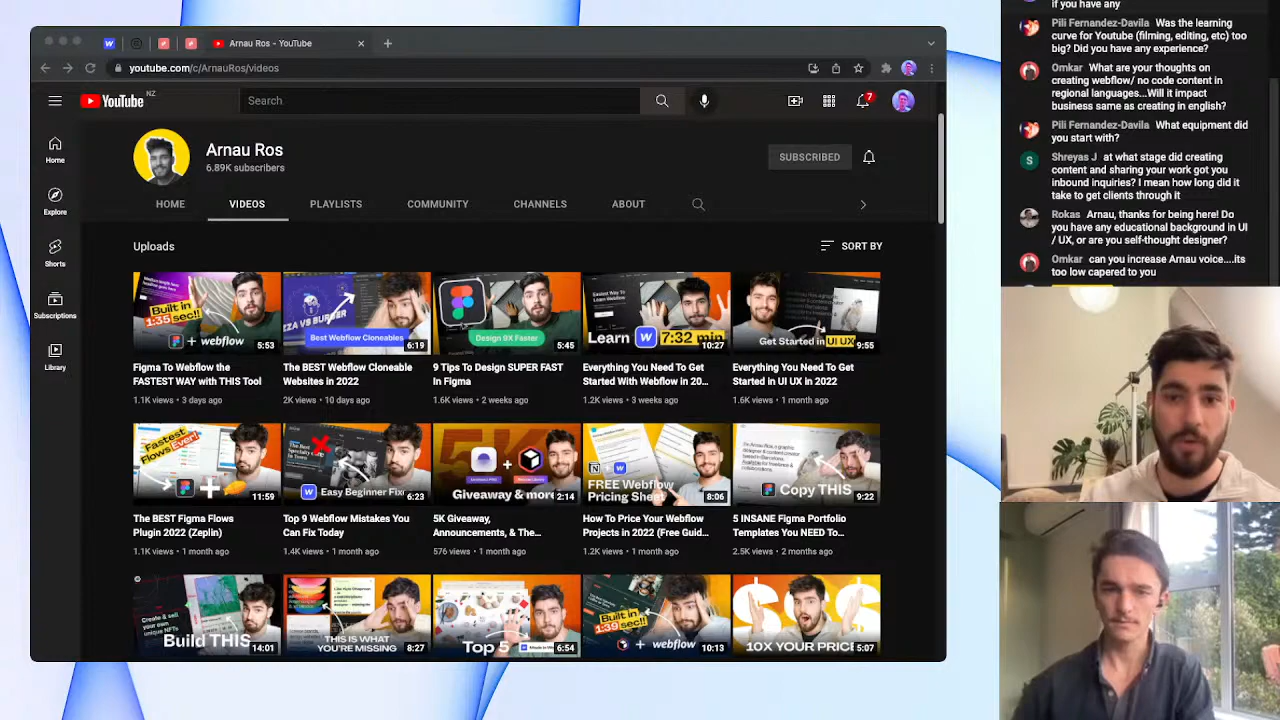 Arnau Ros - YouTube
youtube.com/c/ArnauRos/videos
YouTube NZ
Search
7
Home
Explore
Shorts
Subscriptions
Library
Arnau Ros
6.89K subscribers
SUBSCRIBED
HOME
VIDEOS
PLAYLISTS
COMMUNITY
CHANNELS
ABOUT
Uploads
SORT BY
Built in
1:35 sec!!
+ webflow
5:53
Figma To Webflow the
FASTEST WAY with THIS Tool
1.1K views • 3 days ago
Best Webflow Cloneables
6:19
The BEST Webflow Cloneable
Websites in 2022
2K views • 10 days ago
Design 9X Faster
5:45
9 Tips To Design SUPER FAST
In Figma
1.6K views • 2 weeks ago
Easiest Way To
Learn Webflow
Learn 7:32 min
10:27
Everything You Need To Get
Started With Webflow in 20...
1.2K views • 3 weeks ago
Get Started in UI UX
9:55
Everything You Need To Get
Started in UI UX in 2022
1.6K views • 1 month ago
Fastest
Flows Ever!
11:59
The BEST Figma Flows
Plugin 2022 (Zeplin)
1.1K views • 1 month ago
Easy Beginner Fix
6:23
Top 9 Webflow Mistakes You
Can Fix Today
1.4K views • 1 month ago
5K
Giveaway & more
2:14
5K Giveaway,
Announcements, & The...
576 views • 1 month ago
FREE Webflow
Pricing Sheet
8:06
How To Price Your Webflow
Projects in 2022 (Free Guid...
1.2K views • 1 month ago
Copy THIS
9:22
5 INSANE Figma Portfolio
Templates You NEED To...
2.5K views • 2 months ago
Create & sell
your own
unique NFTs
Build THIS
14:01
THIS IS WHAT
YOU'RE MISSING
8:27
Top 5
6:54
Built in
1:39 sec!!
+ webflow
10:13
$$$
10X YOUR PRICE
5:07
if you have any
Pili Fernandez-Davila Was the learning
curve for Youtube (filming, editing, etc) too
big? Did you have any experience?
Omkar What are your thoughts on
creating webflow/ no code content in
regional languages...Will it impact
business same as creating in english?
Pili Fernandez-Davila What equipment did
you start with?
S
Shreyas J at what stage did creating
content and sharing your work got you
inbound inquiries? I mean how long did it
take to get clients through it
Rokas Arnau, thanks for being here! Do
you have any educational background in UI
/ UX, or are you self-thought designer?
Omkar can you increase Arnau voice....its
too low capered to you